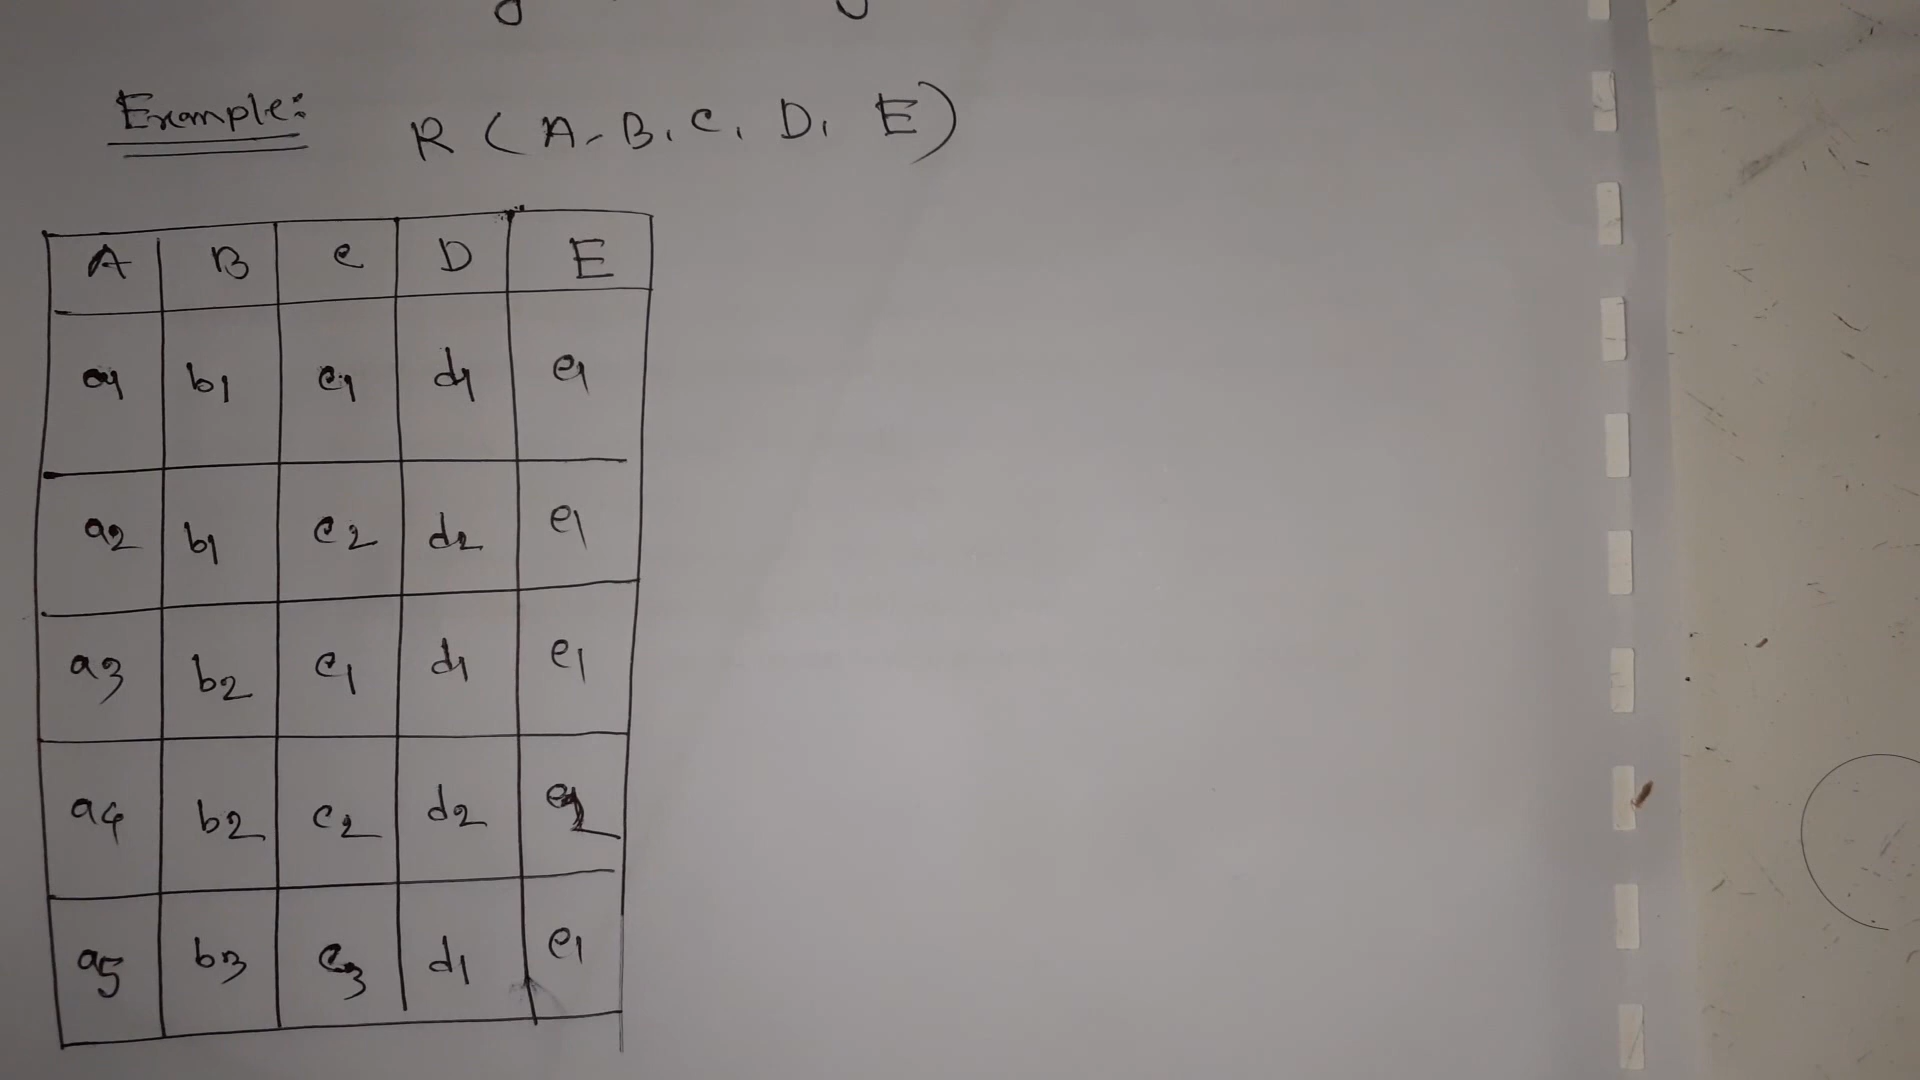 Example: R (A, B, C, D, E)
A B C D E
a1 b1 c1 d1 e1
a2 b1 c2 d2 e1
a3 b2 c1 d1 e1
a4 b2 c2 d2 e2
a5 b3 c3 d1 e1